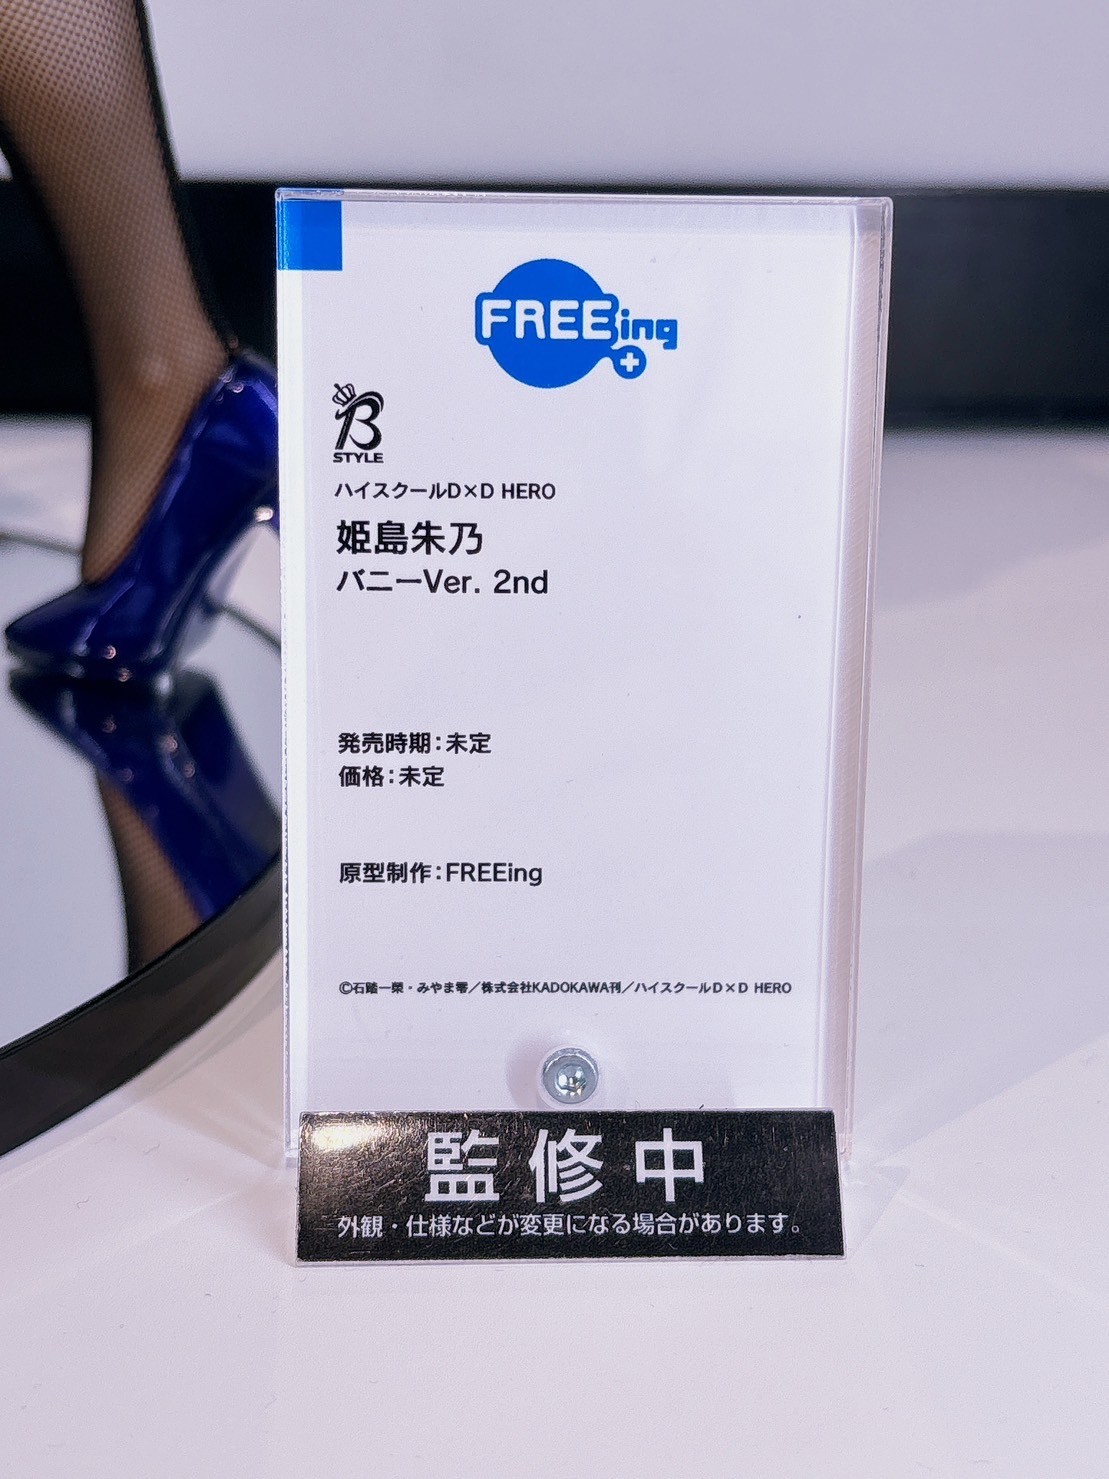 FREEing
B
STYLE
ハイスクールD×D HERO
姫島朱乃
バニーVer. 2nd
発売時期：未定
価格：未定
原型制作：FREEing
©石踏一榮・みやま零／株式会社KADOKAWA刊／ハイスクールD×D HERO
監修中
外観・仕様などが変更になる場合があります。